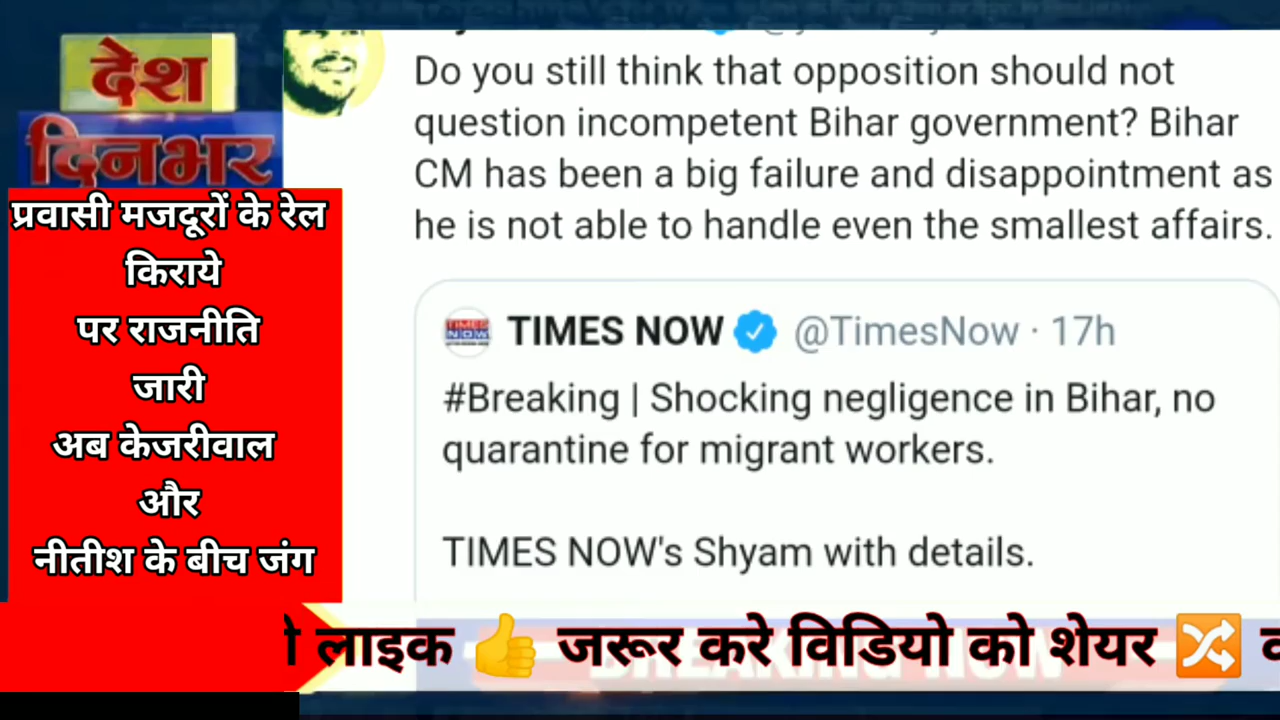 देश
दिनभर
प्रवासी मजदूरों के रेल
किराये
पर राजनीति
जारी
अब केजरीवाल
और
नीतीश के बीच जंग
Do you still think that opposition should not
question incompetent Bihar government? Bihar
CM has been a big failure and disappointment as
he is not able to handle even the smallest affairs.
TIMES NOW @TimesNow · 17h
#Breaking | Shocking negligence in Bihar, no
quarantine for migrant workers.
TIMES NOW's Shyam with details.
लाइक 👍 जरूर करे विडियो को शेयर 🔀